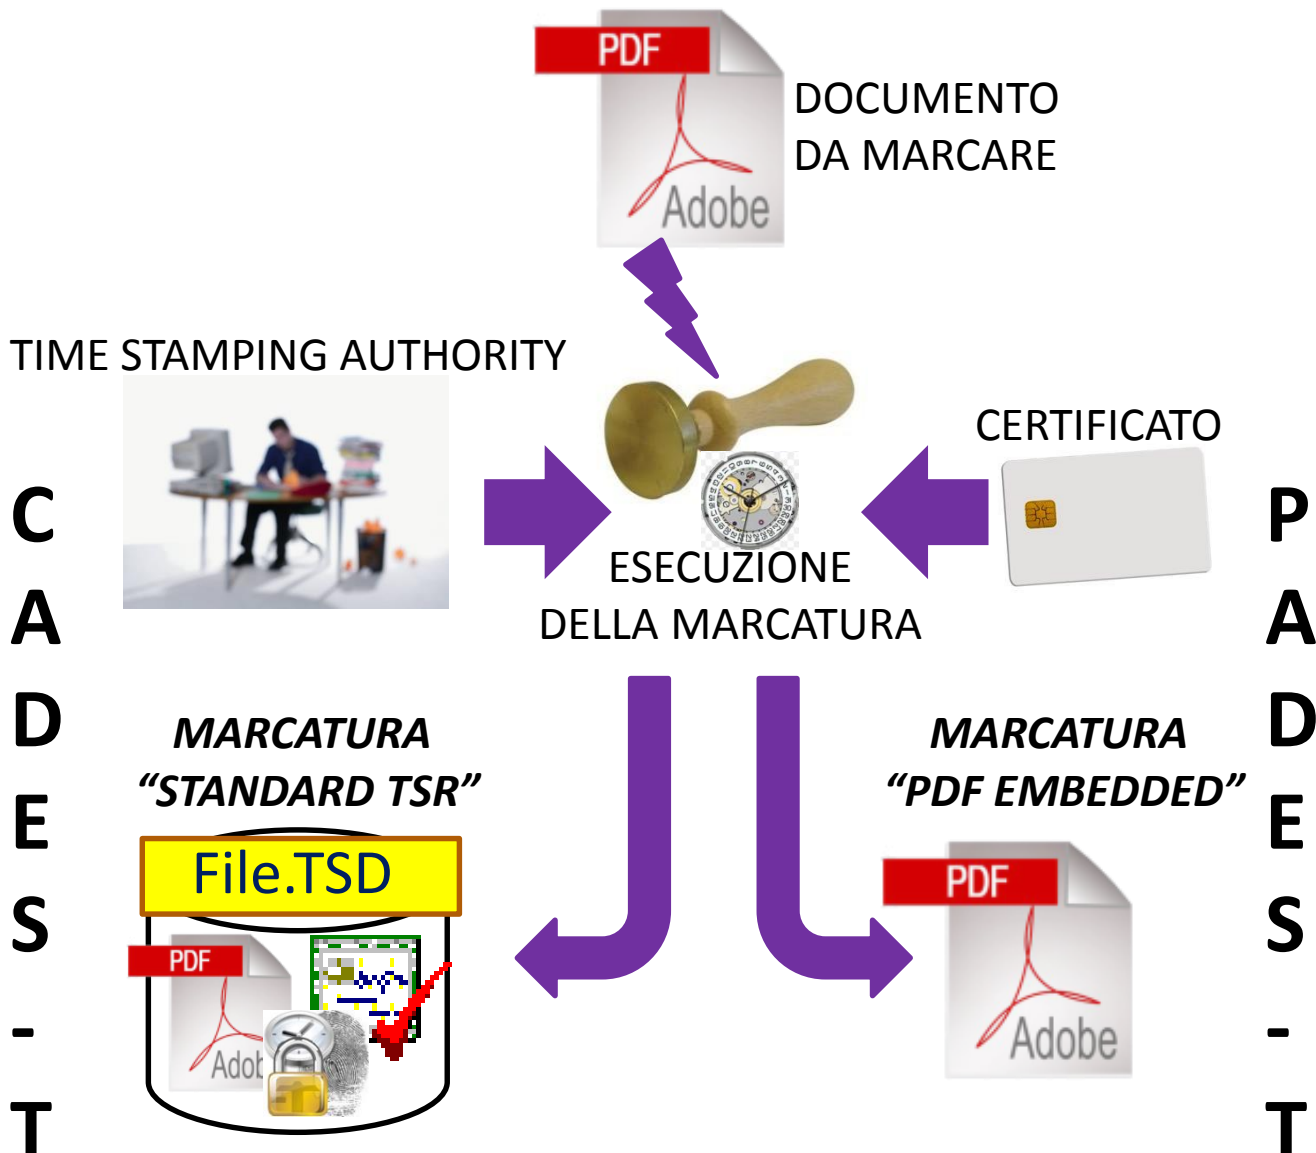 PDF
Adobe
DOCUMENTO
DA MARCARE
TIME STAMPING AUTHORITY
CERTIFICATO
ESECUZIONE
DELLA MARCATURA
C
A
D
E
S
-
T
MARCATURA
“STANDARD TSR”
File.TSD
PDF
Adob
MARCATURA
“PDF EMBEDDED”
PDF
Adobe
P
A
D
E
S
-
T